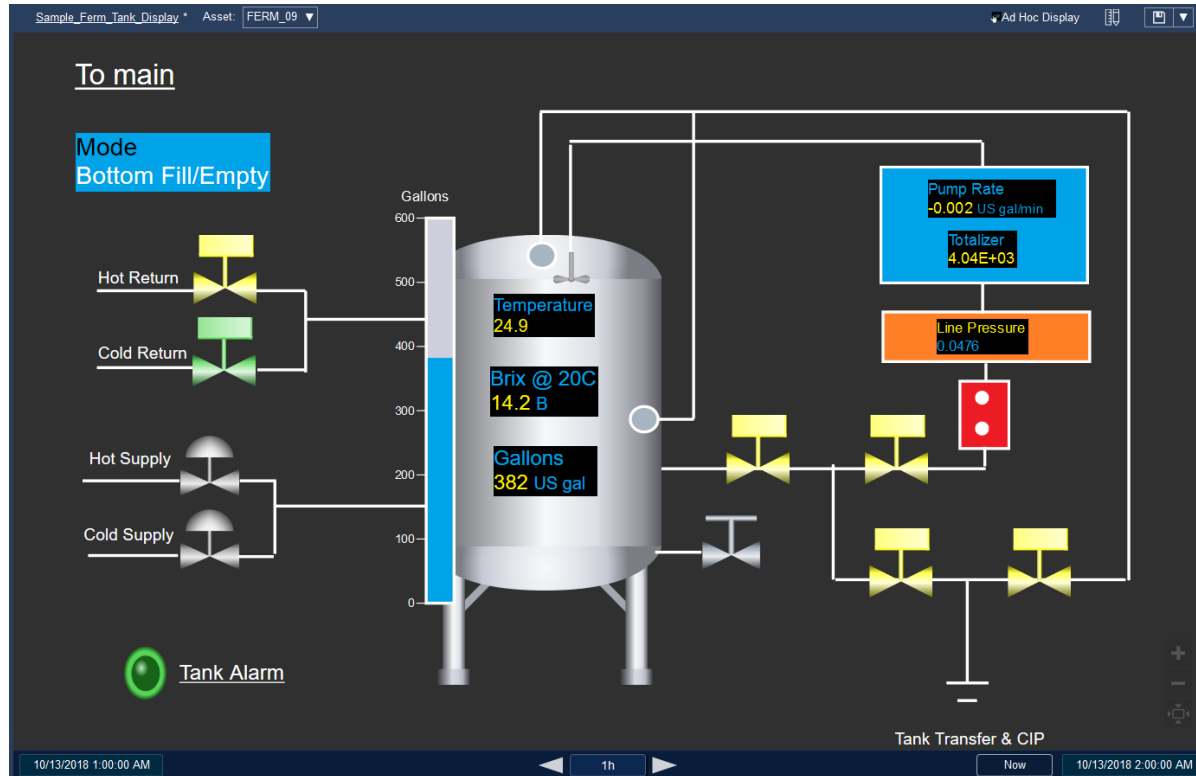 Sample_Ferm_Tank_Display * Asset: FERM_09 Ad Hoc Display
To main
Mode
Bottom Fill/Empty
Gallons
600
500
400
300
200
100
0
Hot Return
Cold Return
Hot Supply
Cold Supply
Tank Alarm
Temperature
24.9
Brix @ 20C
14.2 B
Gallons
382 US gal
Pump Rate
-0.002 US gal/min
Totalizer
4.04E+03
Line Pressure
0.0476
Tank Transfer & CIP
10/13/2018 1:00:00 AM 1h Now 10/13/2018 2:00:00 AM